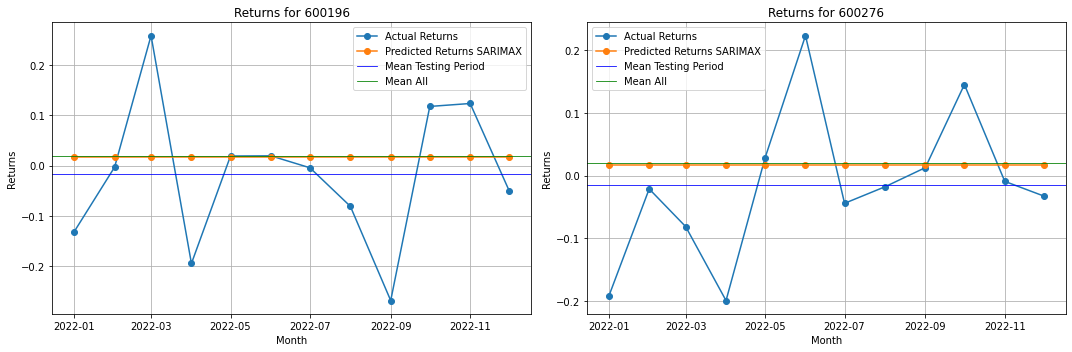 Returns for 600196
Actual Returns
Predicted Returns SARIMAX
Mean Testing Period
Mean All
Returns
0.2
0.1
0.0
−0.1
−0.2
2022-01 2022-03 2022-05 2022-07 2022-09 2022-11
Month
Returns for 600276
Actual Returns
Predicted Returns SARIMAX
Mean Testing Period
Mean All
Returns
0.2
0.1
0.0
−0.1
−0.2
2022-01 2022-03 2022-05 2022-07 2022-09 2022-11
Month